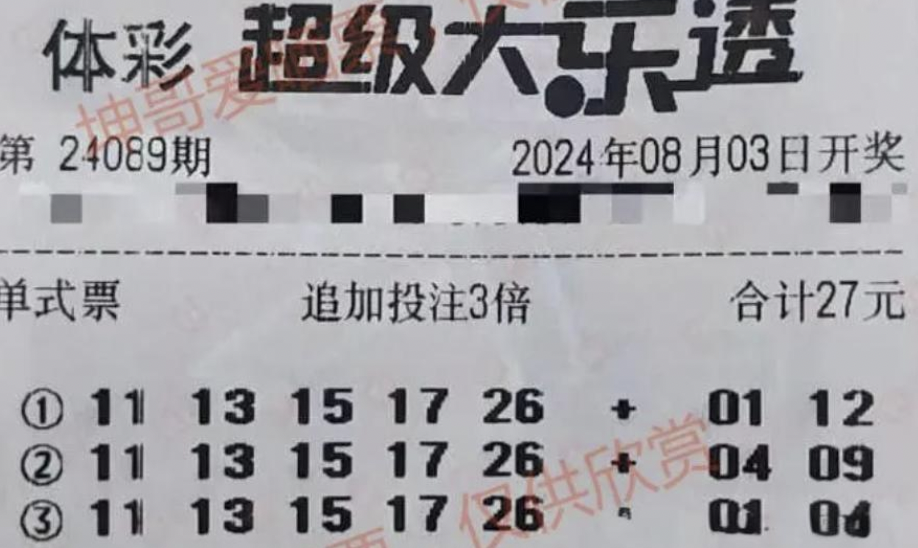 体彩 超级大乐透
第 24089期 2024年08月03日开奖
单式票 追加投注3倍 合计27元
① 11 13 15 17 26 + 01 12
② 11 13 15 17 26 + 04 09
③ 11 13 15 17 26 01
坤哥爱
仅供欣赏